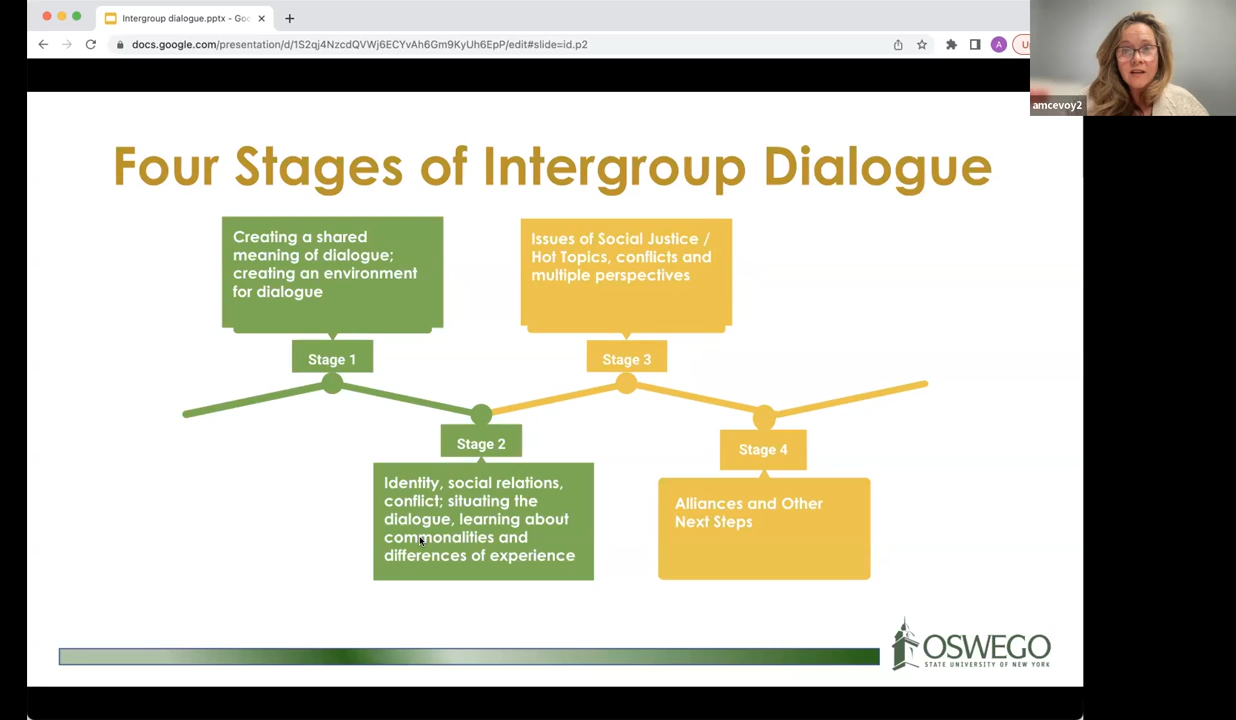 Intergroup dialogue.pptx - Goo
docs.google.com/presentation/d/1S2qj4NzcdQVWj6ECYvAh6Gm9KyUh6EpP/edit#slide=id.p2
A
amcevoy2
Four Stages of Intergroup Dialogue
Creating a shared
meaning of dialogue;
creating an environment
for dialogue
Issues of Social Justice /
Hot Topics, conflicts and
multiple perspectives
Stage 1
Stage 3
Stage 2
Stage 4
Identify, social relations,
conflict; situating the
dialogue, learning about
commonalities and
differences of experience
Alliances and Other
Next Steps
OSWEGO
STATE UNIVERSITY OF NEW YORK